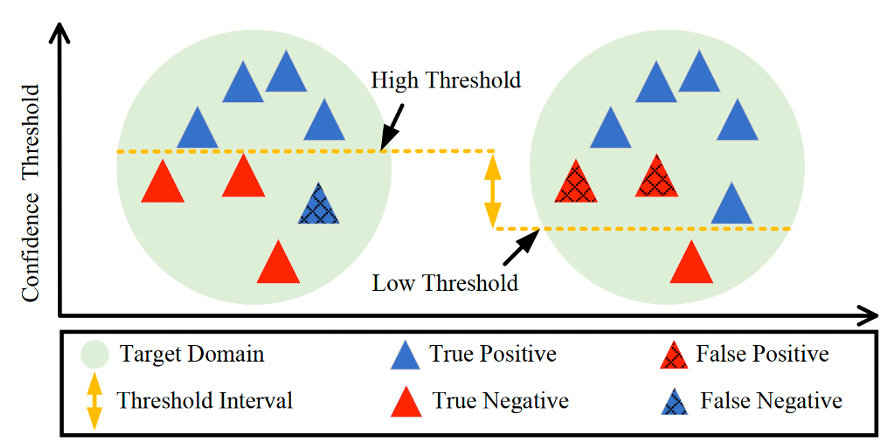 High Threshold
Confidence Threshold
Low Threshold
Target Domain
True Positive
False Positive
Threshold Interval
True Negative
False Negative